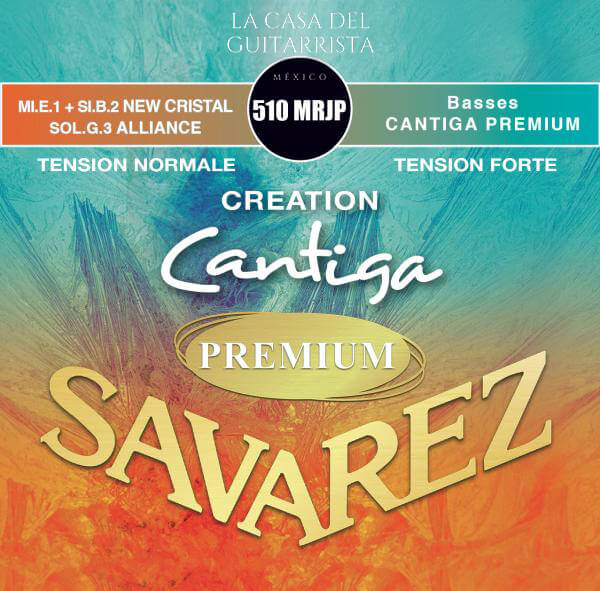 LA CASA DEL
GUITARRISTA
MÉXICO
MI.E.1 + SI.B.2 NEW CRISTAL
SOL.G.3 ALLIANCE
510 MRJP
Basses
CANTIGA PREMIUM
TENSION NORMALE
TENSION FORTE
CREATION
Cantiga
PREMIUM
SAVAREZ